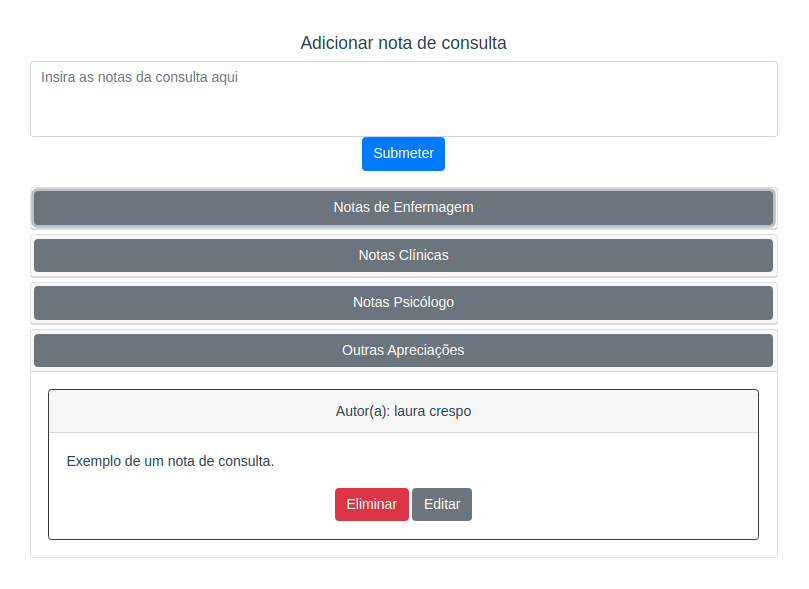 Adicionar nota de consulta
Insira as notas da consulta aqui
Submeter
Notas de Enfermagem
Notas Clínicas
Notas Psicólogo
Outras Apreciações
Autor(a): laura crespo
Exemplo de um nota de consulta.
Eliminar Editar